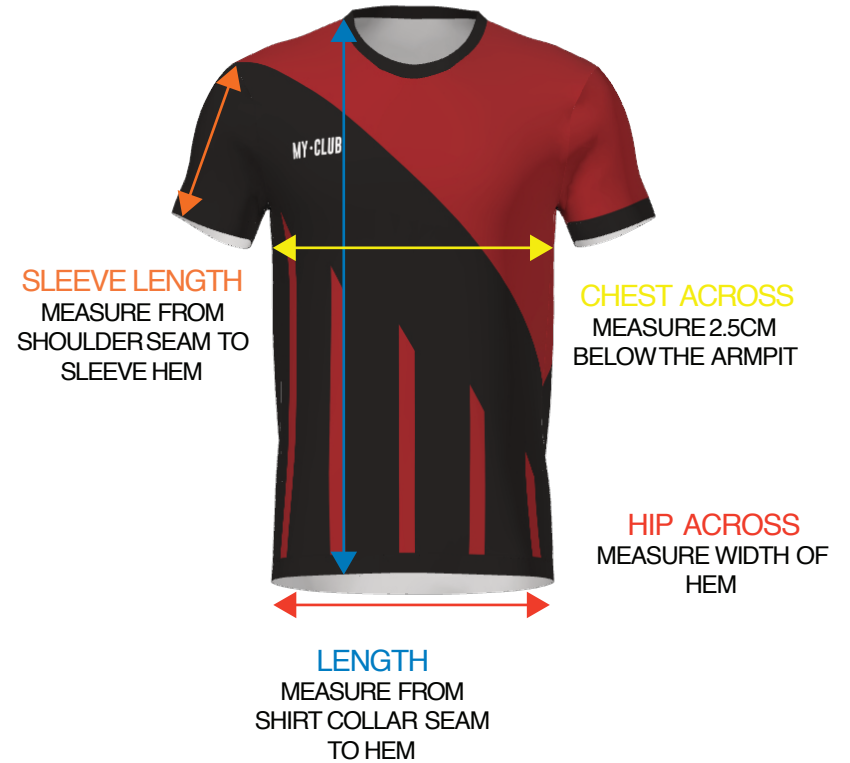 MY·CLUB
SLEEVE LENGTH
MEASURE FROM
SHOULDER SEAM TO
SLEEVE HEM
CHEST ACROSS
MEASURE 2.5CM
BELOW THE ARMPIT
HIP ACROSS
MEASURE WIDTH OF
HEM
LENGTH
MEASURE FROM
SHIRT COLLAR SEAM
TO HEM